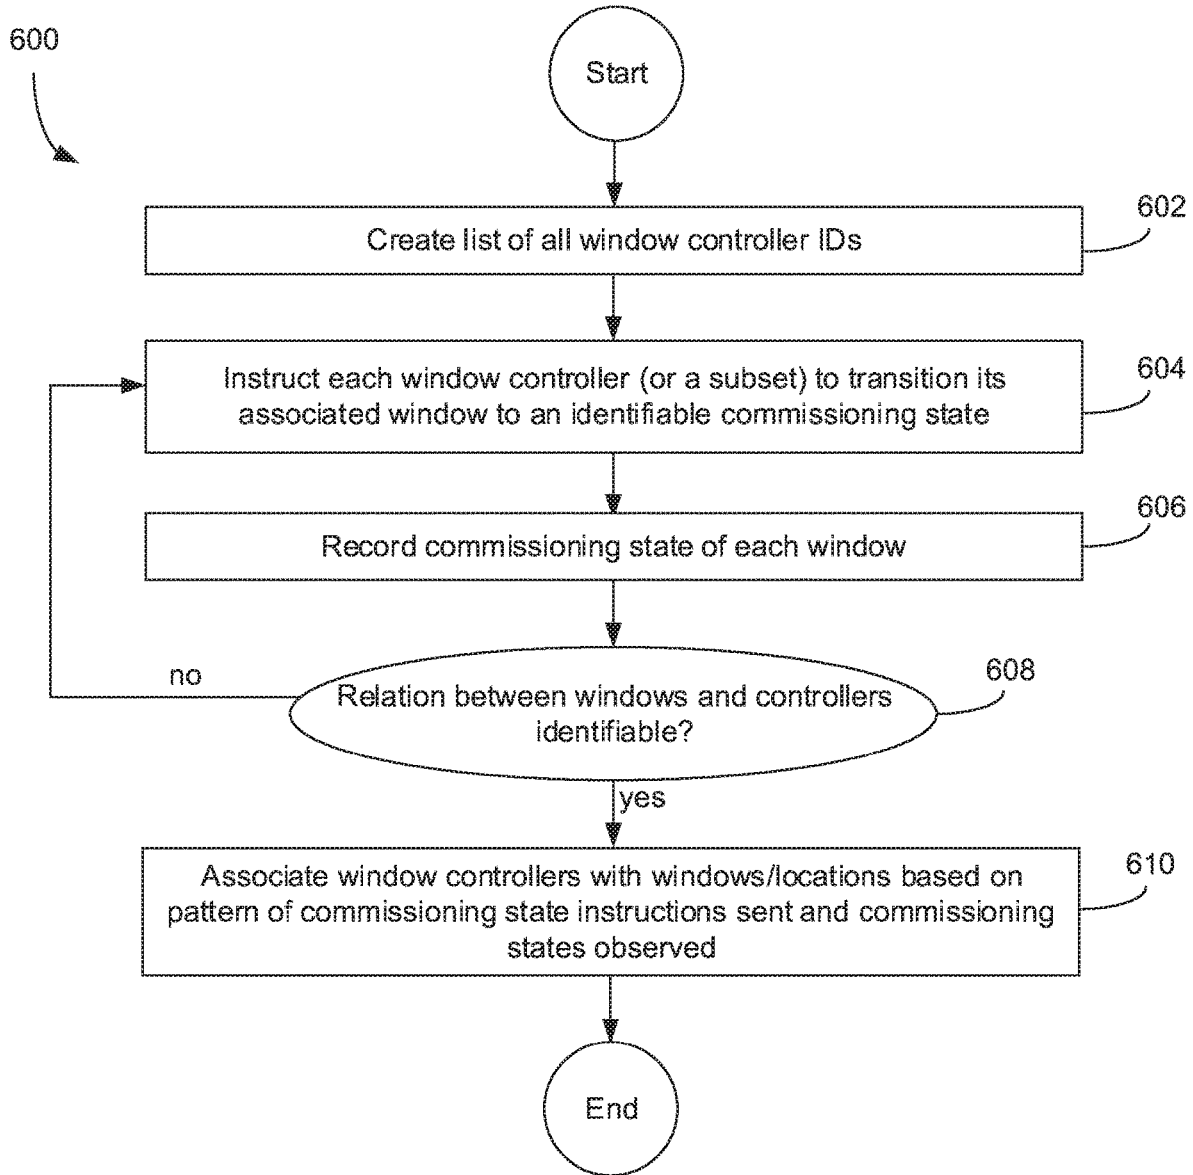 600
Start
602
Create list of all window controller IDs
604
Instruct each window controller (or a subset) to transition its
associated window to an identifiable commissioning state
606
Record commissioning state of each window
no
608
Relation between windows and controllers
identifiable?
yes
610
Associate window controllers with windows/locations based on
pattern of commissioning state instructions sent and commissioning
states observed
End